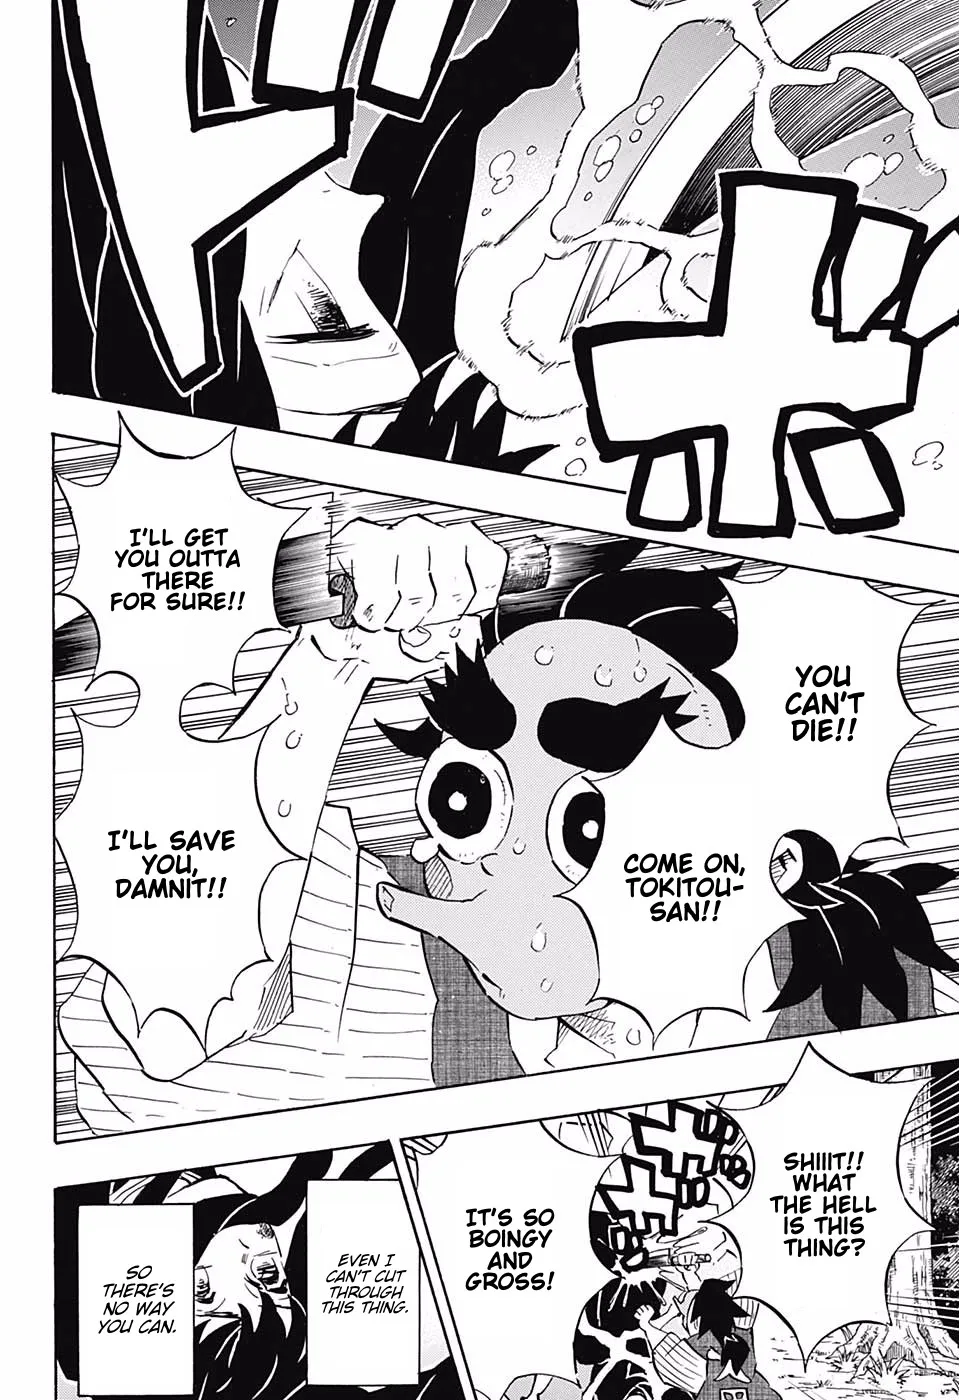 YOU
CAN'T
DIE!!
COME ON,
TOKITOU-
SAN!!
I'LL GET
YOU OUTTA
THERE
FOR SURE!!
I'LL SAVE
YOU,
DAMNIT!!
SHIIIT!!
WHAT
THE HELL
IS THIS
THING?
IT'S SO
BOINGY
AND
GROSS!
EVEN I
CAN'T CUT
THROUGH
THIS THING.
SO
THERE'S
NO WAY
YOU CAN.